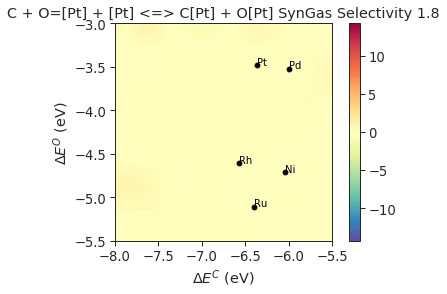 C + O=[Pt] + [Pt] <=> C[Pt] + O[Pt] SynGas Selectivity 1.8
−3.0
−3.5
−4.0
−4.5
−5.0
−5.5
ΔE^O (eV)
Pt
Pd
Rh
Ni
Ru
−8.0 −7.5 −7.0 −6.5 −6.0 −5.5
ΔE^C (eV)
10
5
0
−5
−10